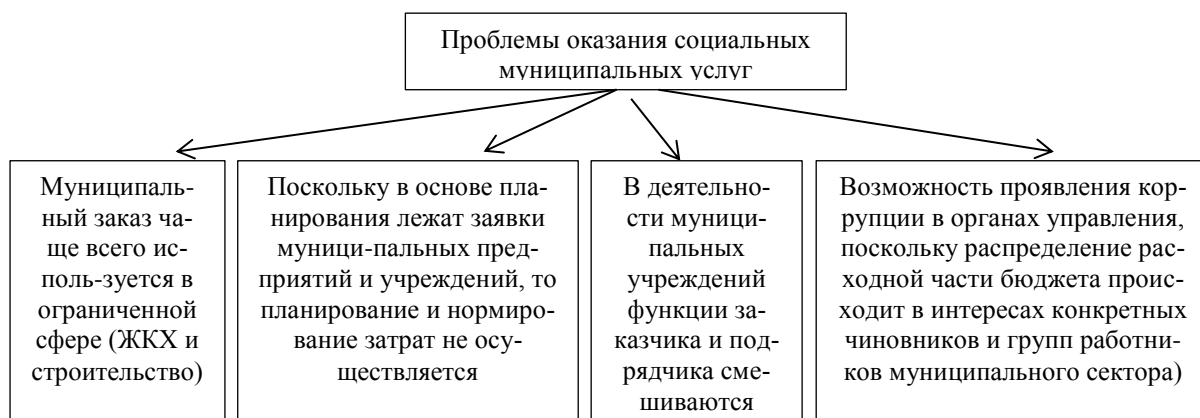 Проблемы оказания социальных
муниципальных услуг
Муниципаль-
ный заказ ча-
ще всего ис-
поль-зуется в
ограниченной
сфере (ЖКХ и
строительство)
Поскольку в основе пла-
нирования лежат заявки
муници-пальных пред-
приятий и учреждений, то
планирование и нормиро-
вание затрат не осу-
ществляется
В деятельно-
сти муници-
пальных
учреждений
функции за-
казчика и под-
рядчика сме-
шиваются
Возможность проявления кор-
рупции в органах управления,
поскольку распределение рас-
ходной части бюджета проис-
ходит в интересах конкретных
чиновников и групп работни-
ков муниципального сектора)